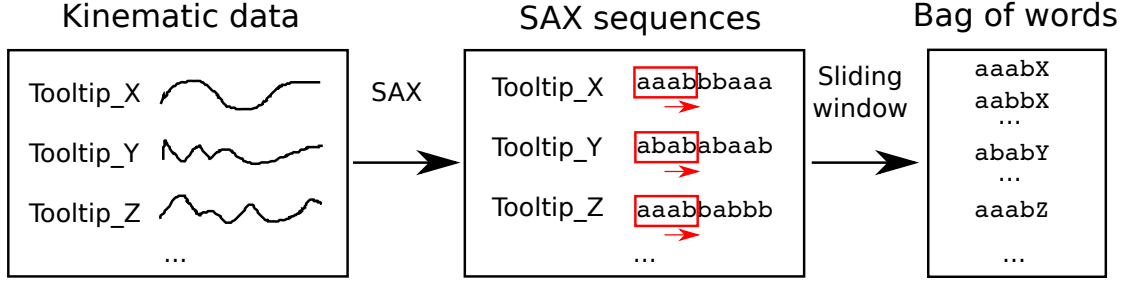 Kinematic data
SAX sequences
Bag of words
Tooltip_X
Tooltip_Y
Tooltip_Z
...
SAX
Tooltip_X aaabbbaaa
Tooltip_Y abababaab
Tooltip_Z aaabbabbb
...
Sliding
window
aaabX
aabbX
...
ababY
...
aaabZ